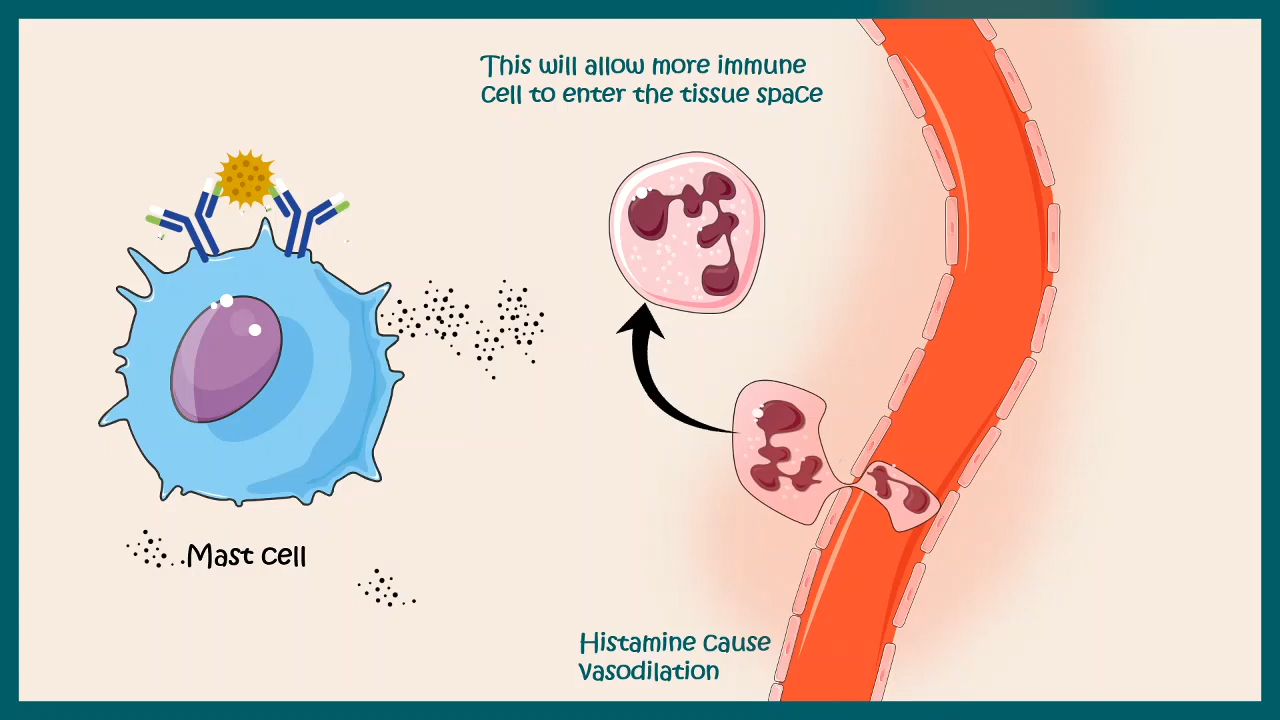 This will allow more immune
cell to enter the tissue space
Mast cell
Histamine cause
vasodilation